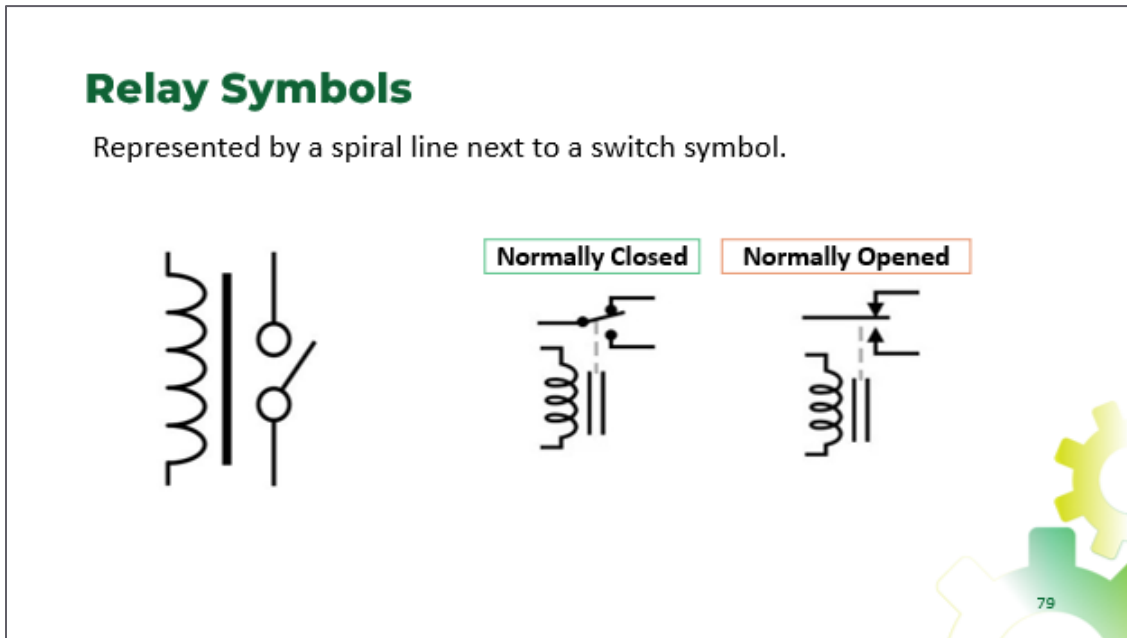 Relay Symbols
Represented by a spiral line next to a switch symbol.
Normally Closed
Normally Opened
79